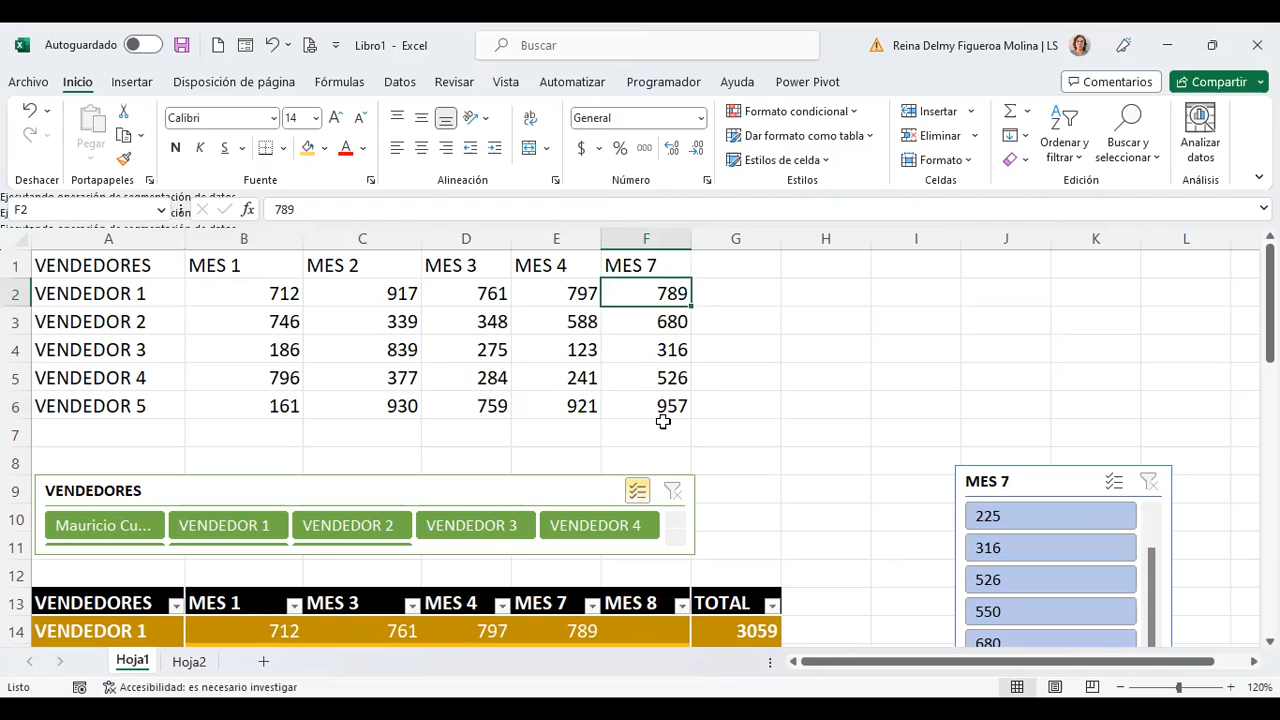 Autoguardado Libro1 - Excel Buscar Reina Delmy Figueroa Molina | LS
Archivo Inicio Insertar Disposición de página Fórmulas Datos Revisar Vista Automatizar Programador Ayuda Power Pivot Comentarios Compartir
Pegar Calibri 14 General Formato condicional Insertar
Dar formato como tabla Eliminar Ordenar y filtrar Buscar y seleccionar Analizar datos
N K S $ % 000 Estilos de celda Formato
Deshacer Portapapeles Fuente Alineación Número Estilos Celdas Edición Análisis
Ejecutando operación de segmentación de datos
F2 fx 789
A B C D E F G H I J K L
1 VENDEDORES MES 1 MES 2 MES 3 MES 4 MES 7
2 VENDEDOR 1 712 917 761 797 789
3 VENDEDOR 2 746 339 348 588 680
4 VENDEDOR 3 186 839 275 123 316
5 VENDEDOR 4 796 377 284 241 526
6 VENDEDOR 5 161 930 759 921 957
7
8
9 VENDEDORES MES 7
10 Mauricio Cu... VENDEDOR 1 VENDEDOR 2 VENDEDOR 3 VENDEDOR 4 225
11 316
12 526
13 VENDEDORES MES 1 MES 3 MES 4 MES 7 MES 8 TOTAL 550
14 VENDEDOR 1 712 761 797 789 3059 680
Hoja1 Hoja2
Listo Accesibilidad: es necesario investigar 120%